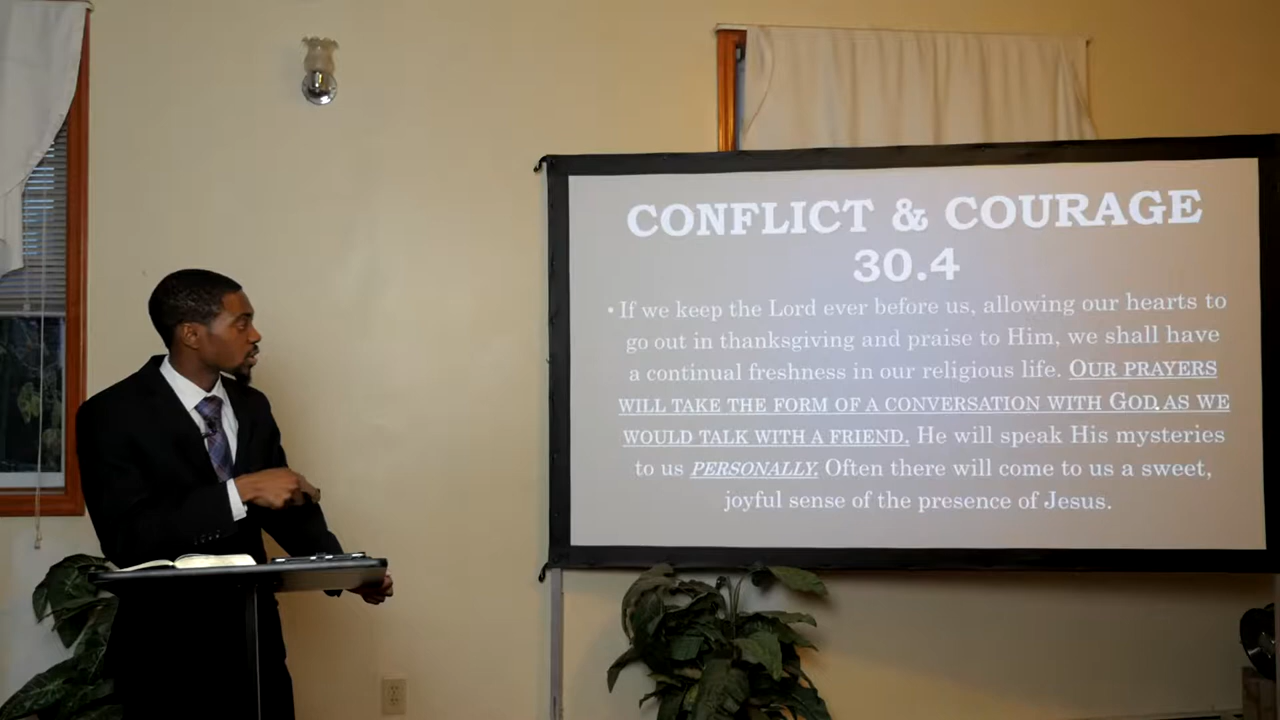 CONFLICT & COURAGE
30.4
• If we keep the Lord ever before us, allowing our hearts to
go out in thanksgiving and praise to Him, we shall have
a continual freshness in our religious life. OUR PRAYERS
WILL TAKE THE FORM OF A CONVERSATION WITH GOD, AS WE
WOULD TALK WITH A FRIEND. He will speak His mysteries
to us PERSONALLY. Often there will come to us a sweet,
joyful sense of the presence of Jesus.